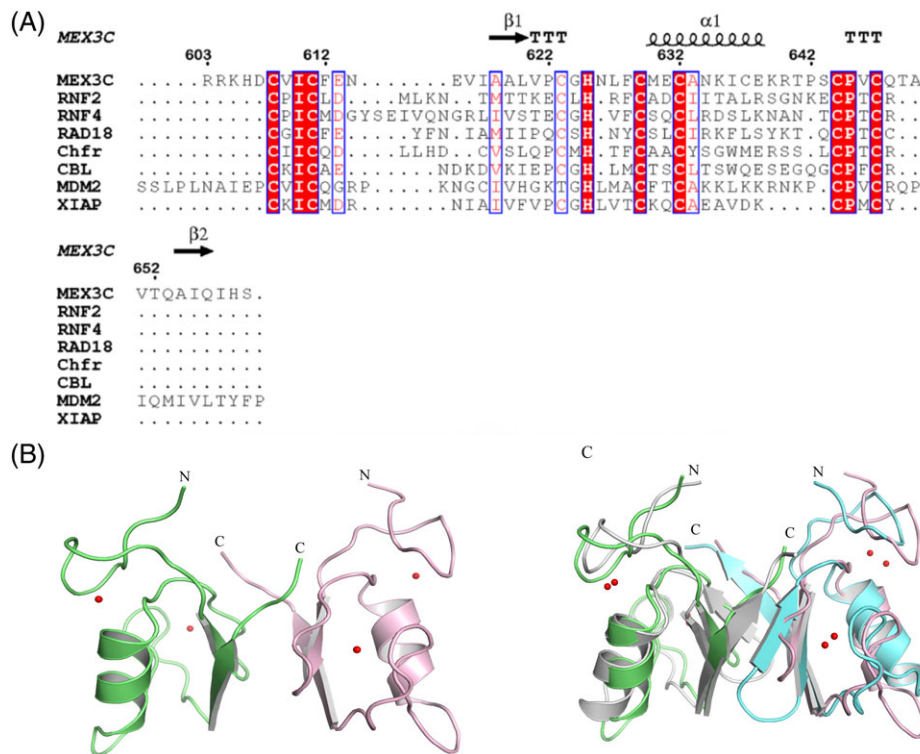 (A)
MEX3C β1 TTT α1 TTT
603 612 622 632 642
MEX3C .....RRKHDCVICFEN.......EVIAALVPCGHNLFCMECANKICEKRTPSCPVCQTA
RNF2 ..........CPICLD....MLKN..TMTTKECLH.RFCADCIITALRSGNKECPTCR..
RNF4 ..........CPICMDGYSEIVQNGRLIVSTECGH.VFCSQCLRDSLKNAN.TCPTCR..
RAD18 ..........CGICFE.....YFN.IAMIIPQCSH.NYCSLCIRKFLSYKT.QCPTCR..
Chfr ..........CIICQD....LLHD..CVSLQPCMH.TFCAACYSGWMERSS.LCPTCR..
CBL ..........CKICAE.......NDKDVKIEPCGH.LMCTSCLTSWQESEGQGCPFCR..
MDM2 SSLPLNAIEPCVICQGRP.....KNGCIVHGKTGHLMACFTCAKKLKKRNKP.CPVCRQP
XIAP ..........CKICMDR.......NIAIVFVPCGHLVTCKQCAEAVDK.....CPMCY..
MEX3C β2
652
MEX3C VTQAIQIHS.
RNF2 ..........
RNF4 ..........
RAD18 ..........
Chfr ..........
CBL ..........
MDM2 IQMIVLTYFP
XIAP ..........
(B) C
N N N N
C C C C